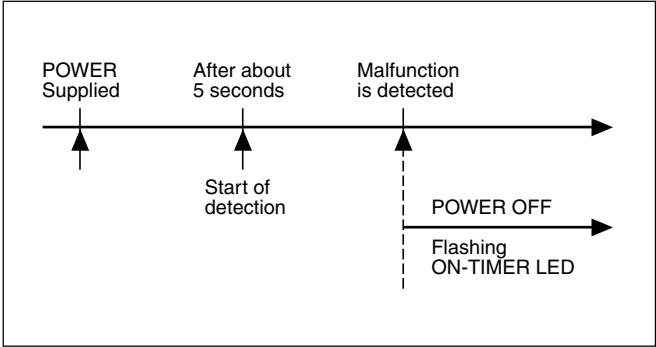 POWER
Supplied
After about
5 seconds
Malfunction
is detected
Start of
detection
POWER OFF
Flashing
ON-TIMER LED